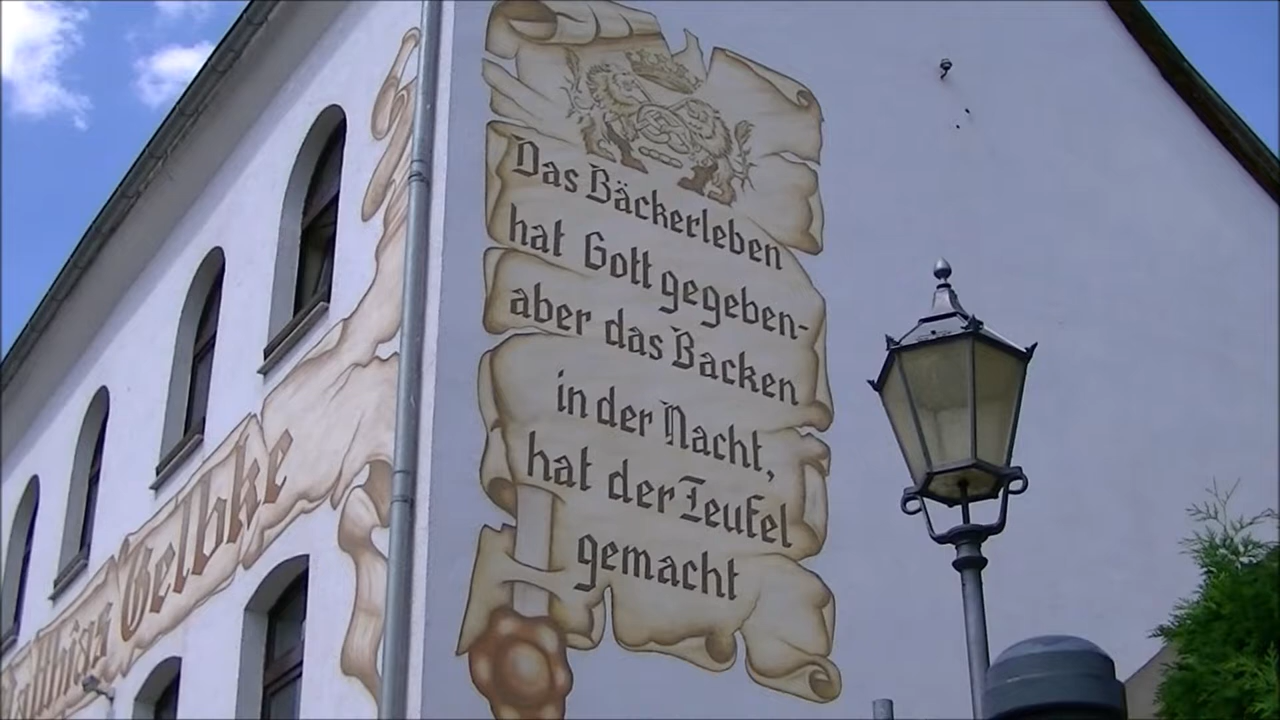 Das Bäckerleben
hat Gott gegeben-
aber das Backen
in der Nacht,
hat der Teufel
gemacht
Gelbke